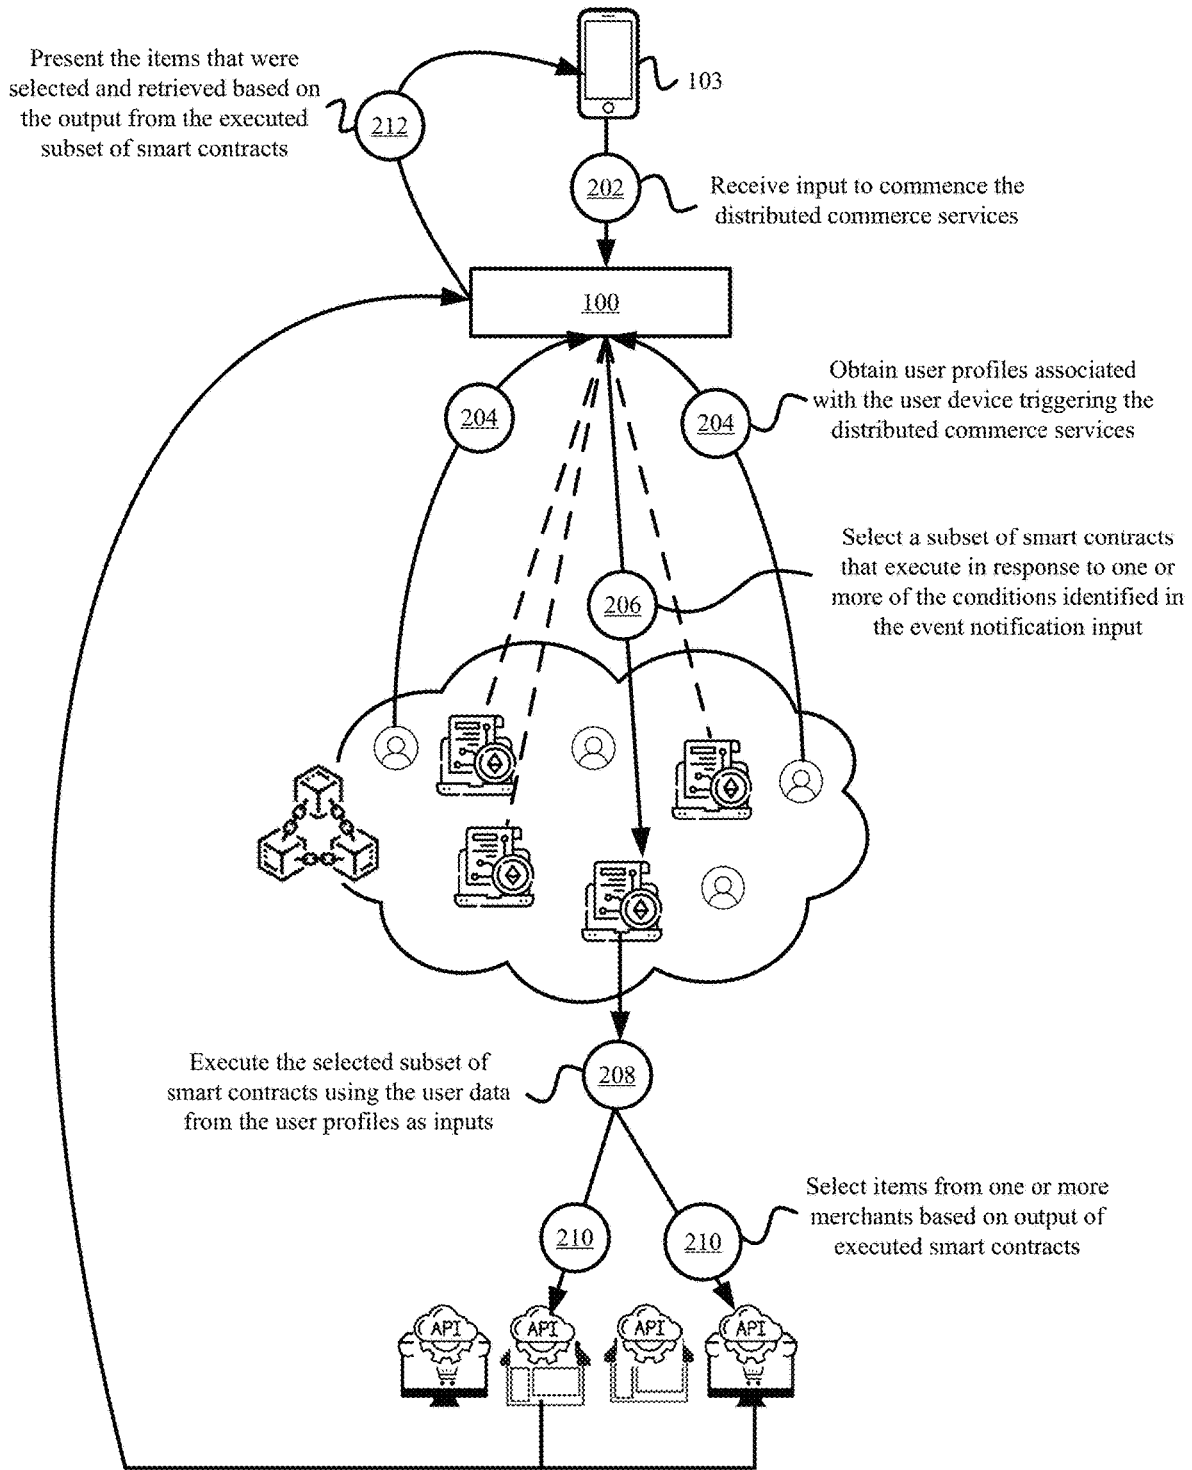 Present the items that were
selected and retrieved based on
the output from the executed
subset of smart contracts
212
103
202
Receive input to commence the
distributed commerce services
100
204
204
Obtain user profiles associated
with the user device triggering the
distributed commerce services
206
Select a subset of smart contracts
that execute in response to one or
more of the conditions identified in
the event notification input
Execute the selected subset of
smart contracts using the user data
from the user profiles as inputs
208
210
210
Select items from one or more
merchants based on output of
executed smart contracts
API
API
API
API